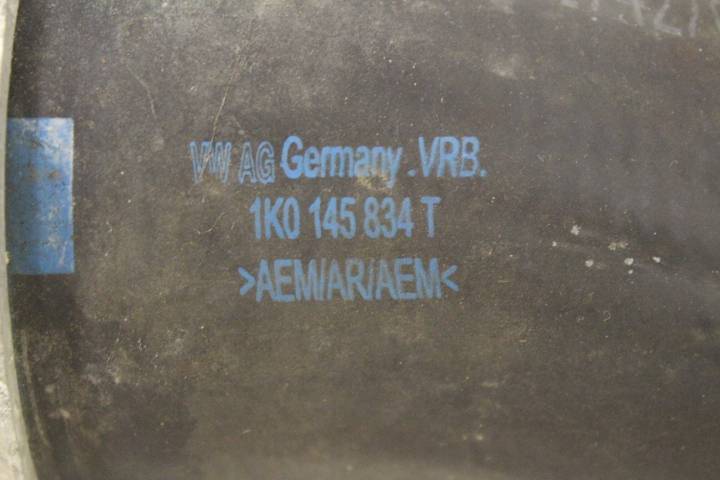 VW AG Germany .VRB.
1K0 145 834 T
>AEM/AR/AEM<